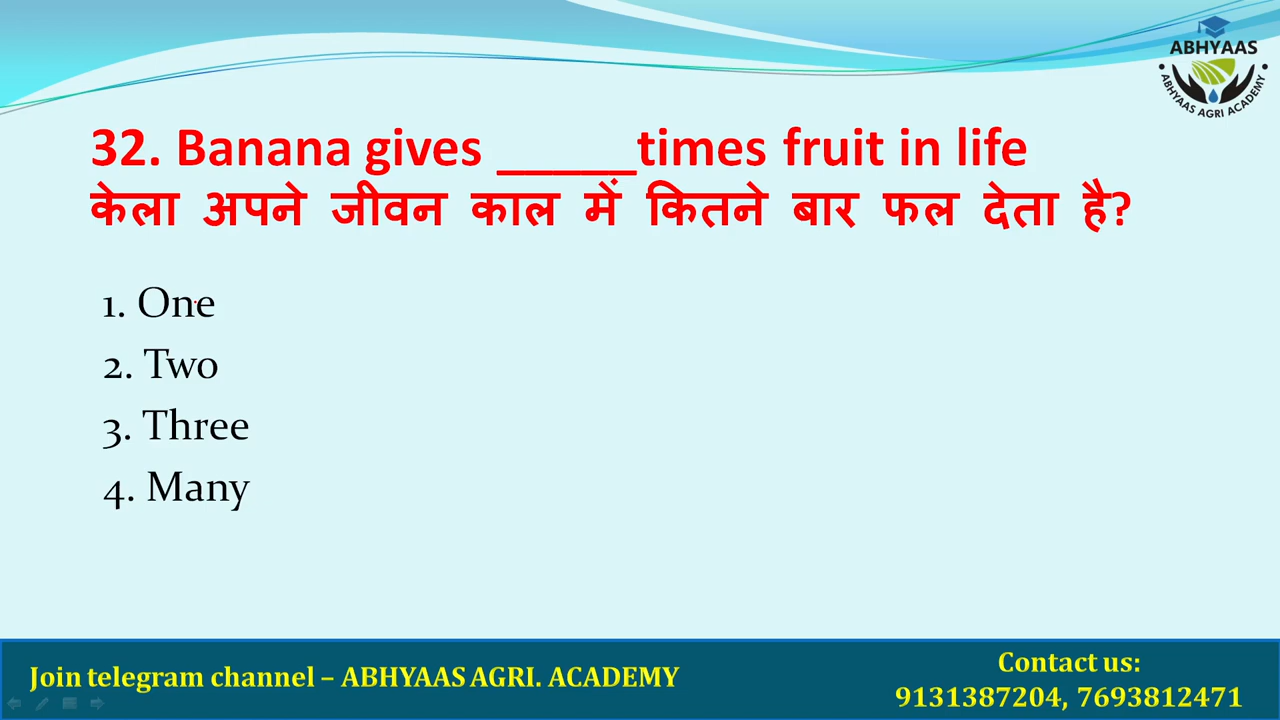 ABHYAAS
ABHYAAS AGRI ACADEMY
32. Banana gives _____times fruit in life
केला अपने जीवन काल में कितने बार फल देता है?
1. One
2. Two
3. Three
4. Many
Join telegram channel – ABHYAAS AGRI. ACADEMY
Contact us:
9131387204, 7693812471